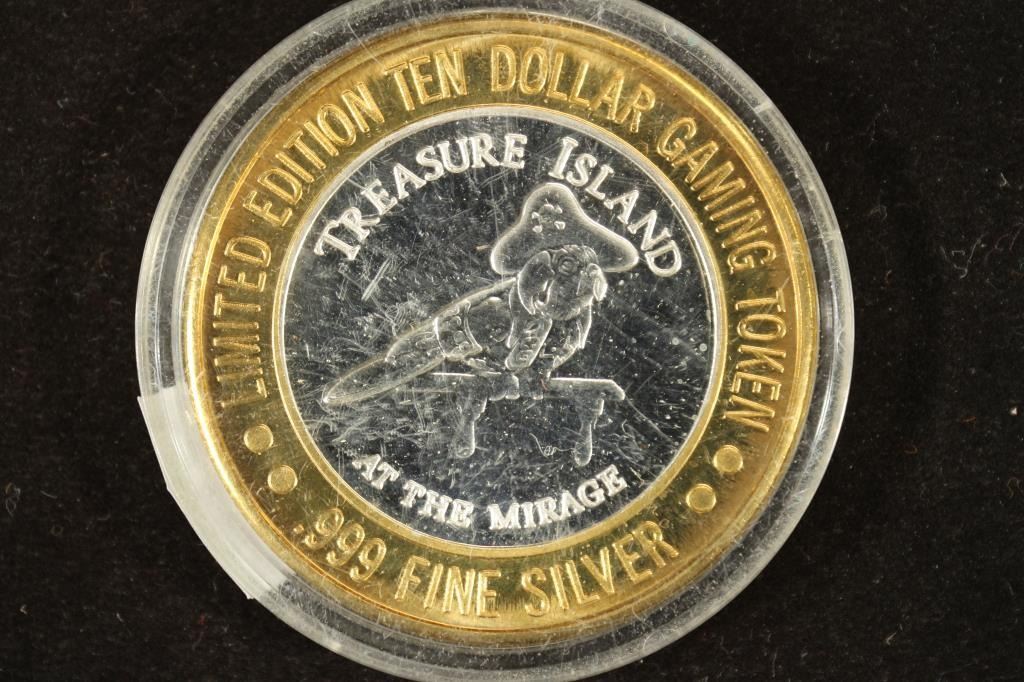 LIMITED EDITION TEN DOLLAR GAMING TOKEN
.999 FINE SILVER
TREASURE ISLAND
AT THE MIRAGE